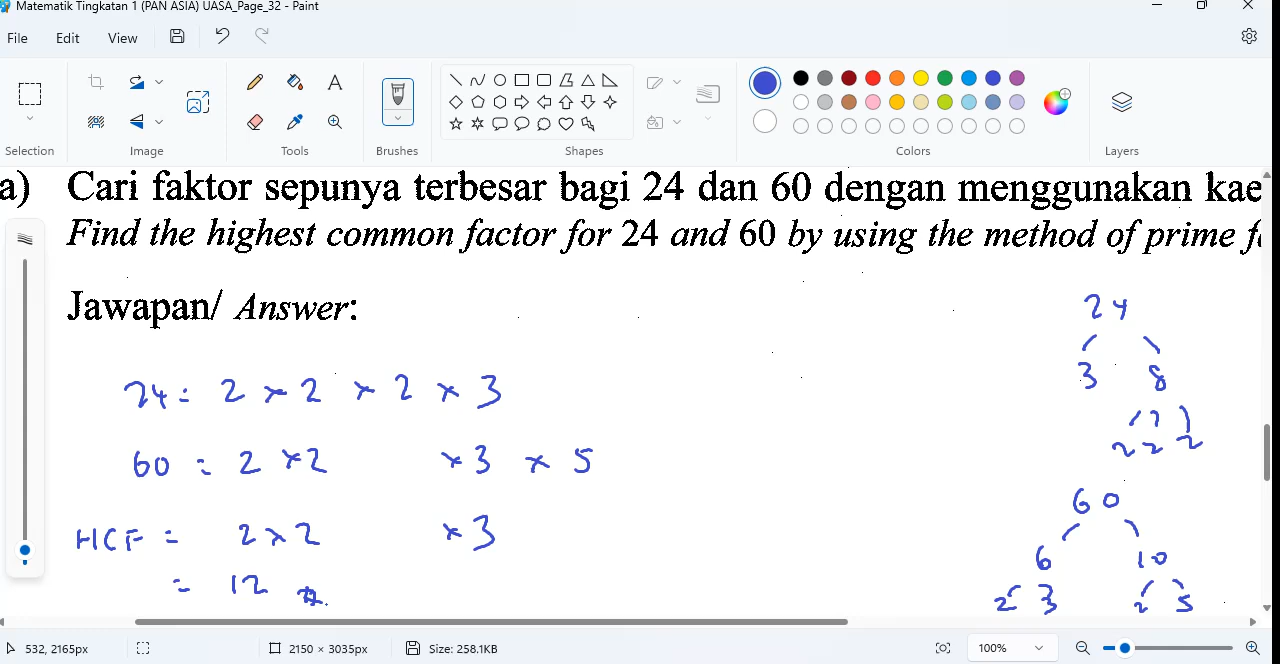 Matematik Tingkatan 1 (PAN ASIA) UASA_Page_32 - Paint
File Edit View
Selection Image Tools Brushes Shapes Colors Layers
a) Cari faktor sepunya terbesar bagi 24 dan 60 dengan menggunakan kae
Find the highest common factor for 24 and 60 by using the method of prime f
Jawapan/ Answer:
24 = 2 × 2 × 2 × 3
60 = 2 × 2 × 3 × 5
HCF = 2 × 2 × 3
= 12
24
3 8
2 2 2
60
6 10
2 3 2 5
532, 2165px 2150 × 3035px Size: 258.1KB 100%